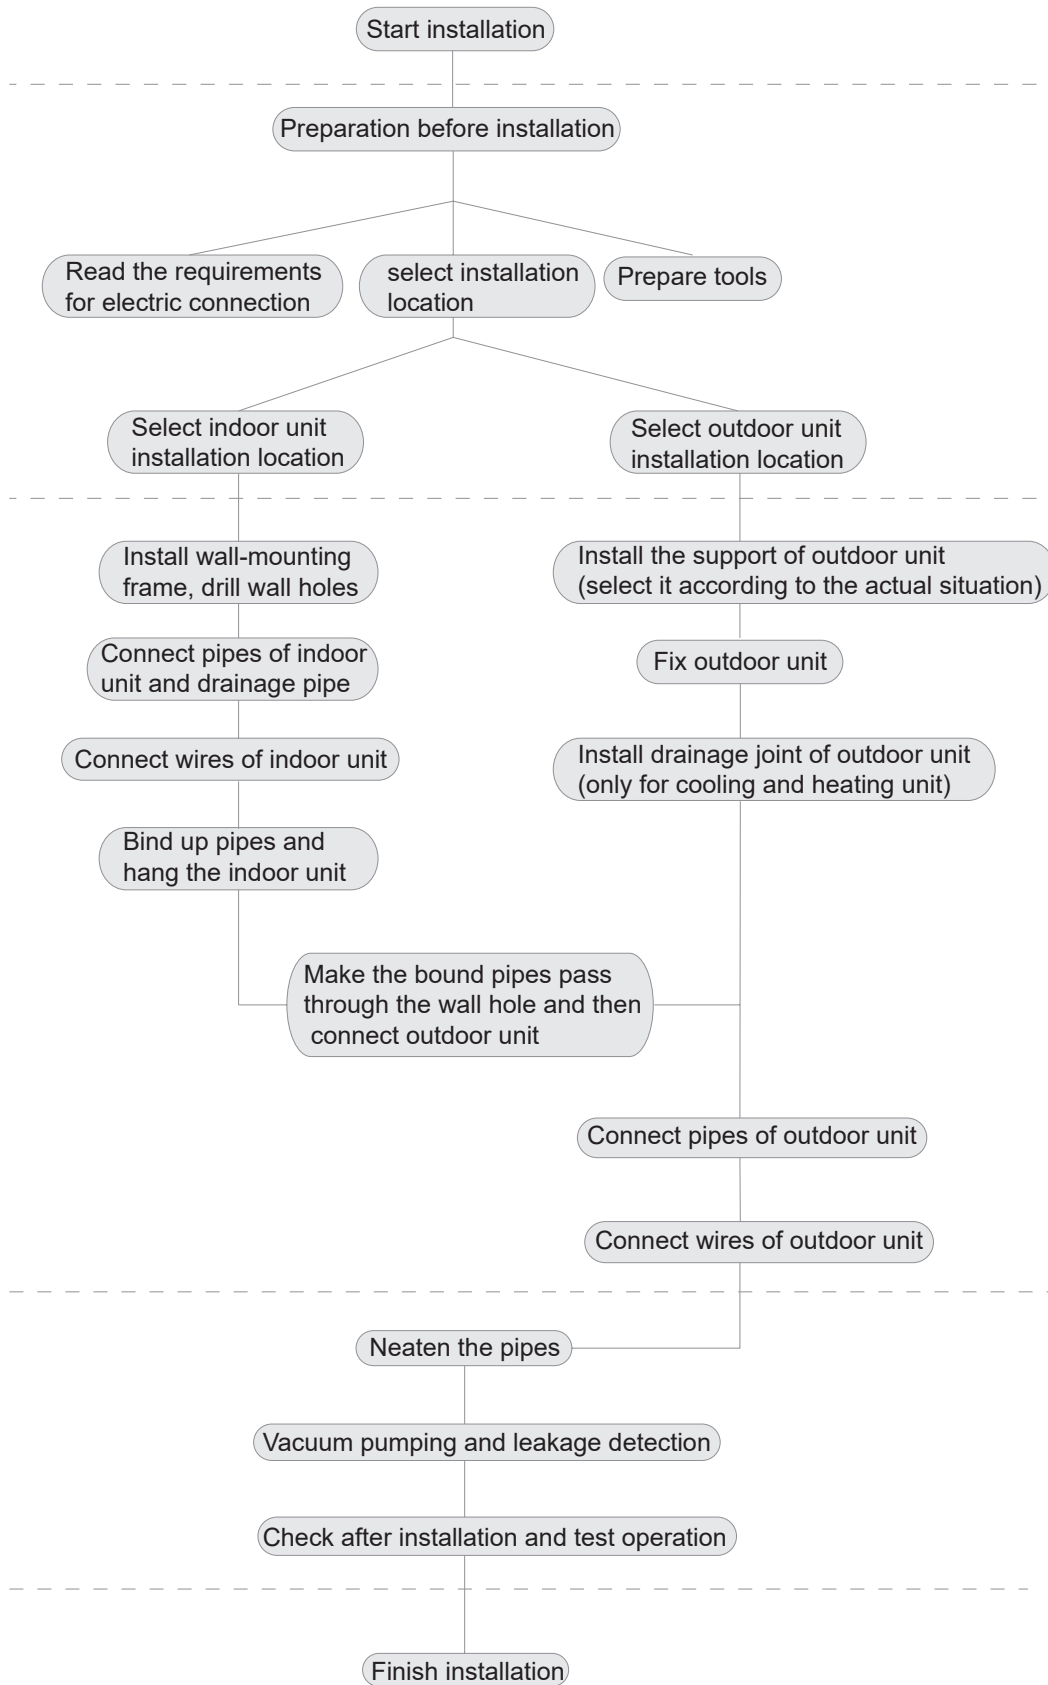 Start installation
Preparation before installation
Read the requirements
for electric connection
select installation
location
Prepare tools
Select indoor unit
installation location
Select outdoor unit
installation location
Install wall-mounting
frame, drill wall holes
Install the support of outdoor unit
(select it according to the actual situation)
Connect pipes of indoor
unit and drainage pipe
Fix outdoor unit
Connect wires of indoor unit
Install drainage joint of outdoor unit
(only for cooling and heating unit)
Bind up pipes and
hang the indoor unit
Make the bound pipes pass
through the wall hole and then
connect outdoor unit
Connect pipes of outdoor unit
Connect wires of outdoor unit
Neaten the pipes
Vacuum pumping and leakage detection
Check after installation and test operation
Finish installation